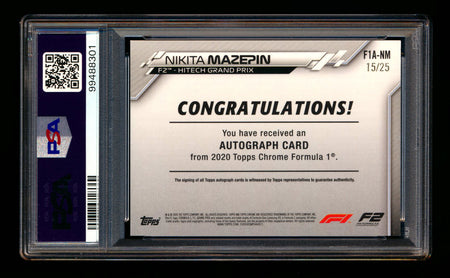 NIKITA MAZEPIN
F2™ - HITECH GRAND PRIX
F1A-NM
15/25
CONGRATULATIONS!
You have received an
AUTOGRAPH CARD
from 2020 Topps Chrome Formula 1®.
The signing of all Topps autograph cards is witnessed by Topps representatives to guarantee authenticity.
Topps
F1
F2
PSA
99488301